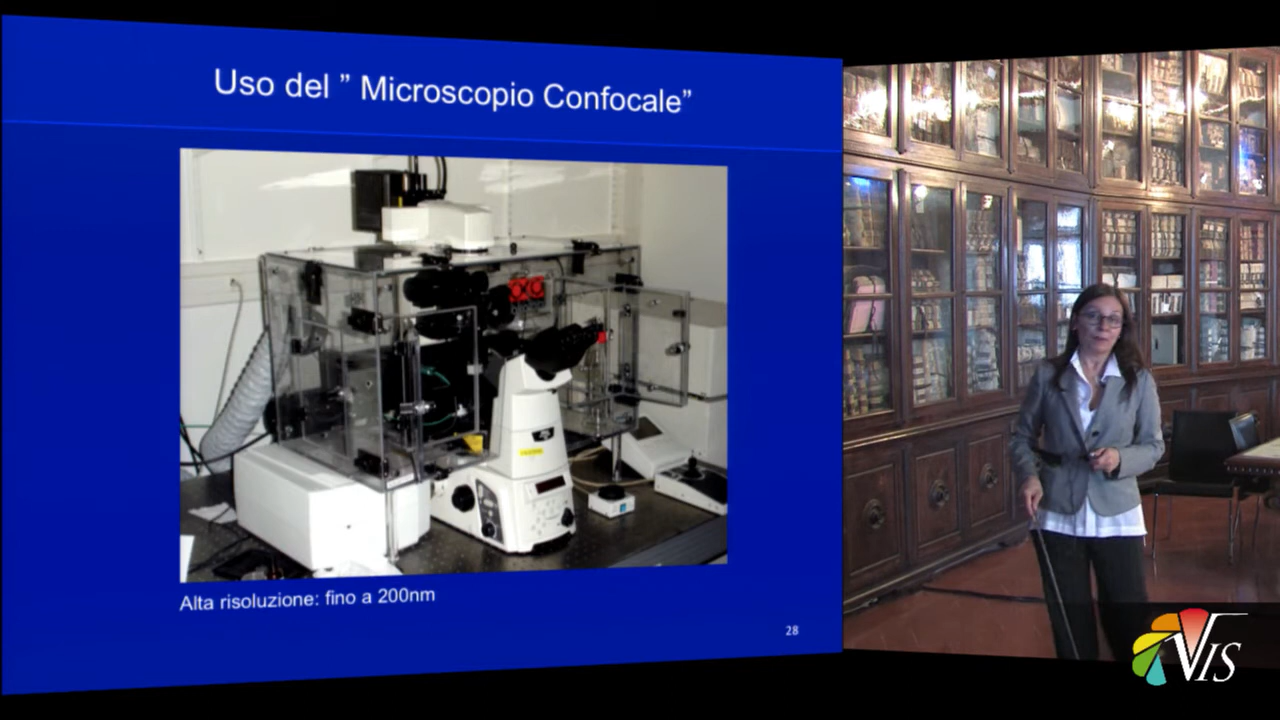 Uso del ” Microscopio Confocale”
Alta risoluzione: fino a 200nm
28
VIS